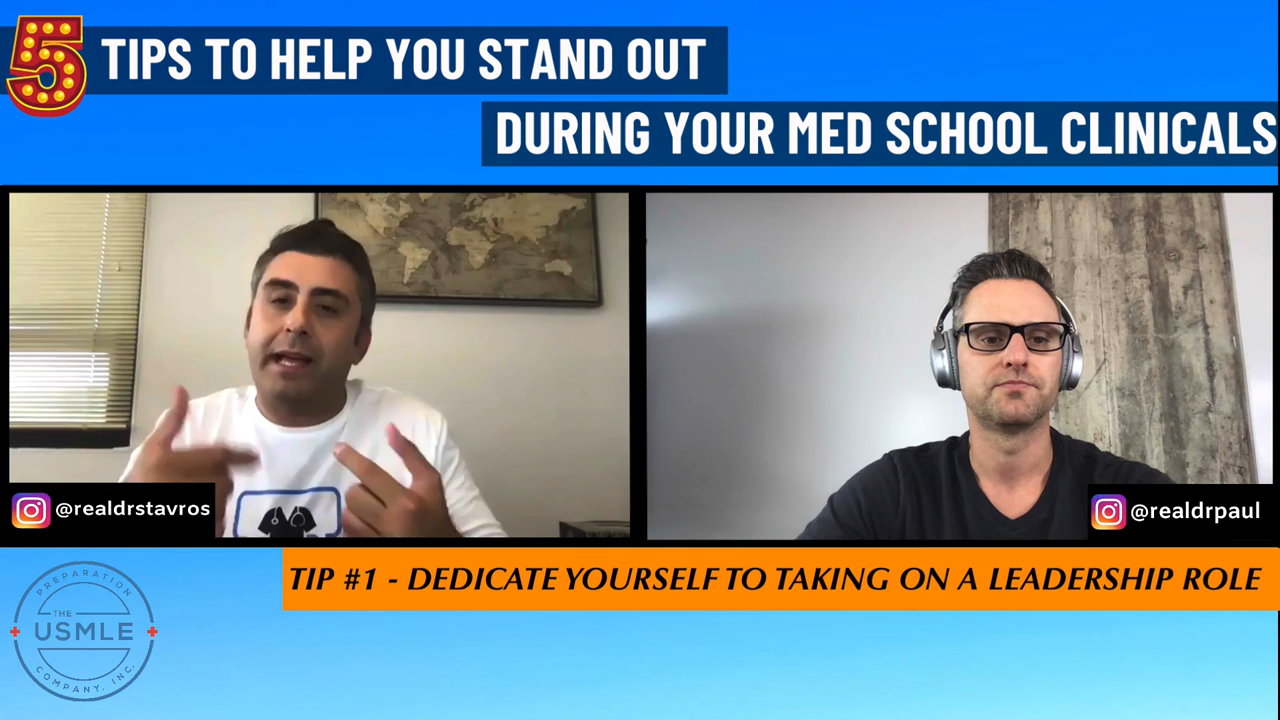 5 TIPS TO HELP YOU STAND OUT
DURING YOUR MED SCHOOL CLINICALS
@realdrstavros
@realdrpaul
TIP #1 - DEDICATE YOURSELF TO TAKING ON A LEADERSHIP ROLE
PREPARATION
THE
USMLE
COMPANY, INC.